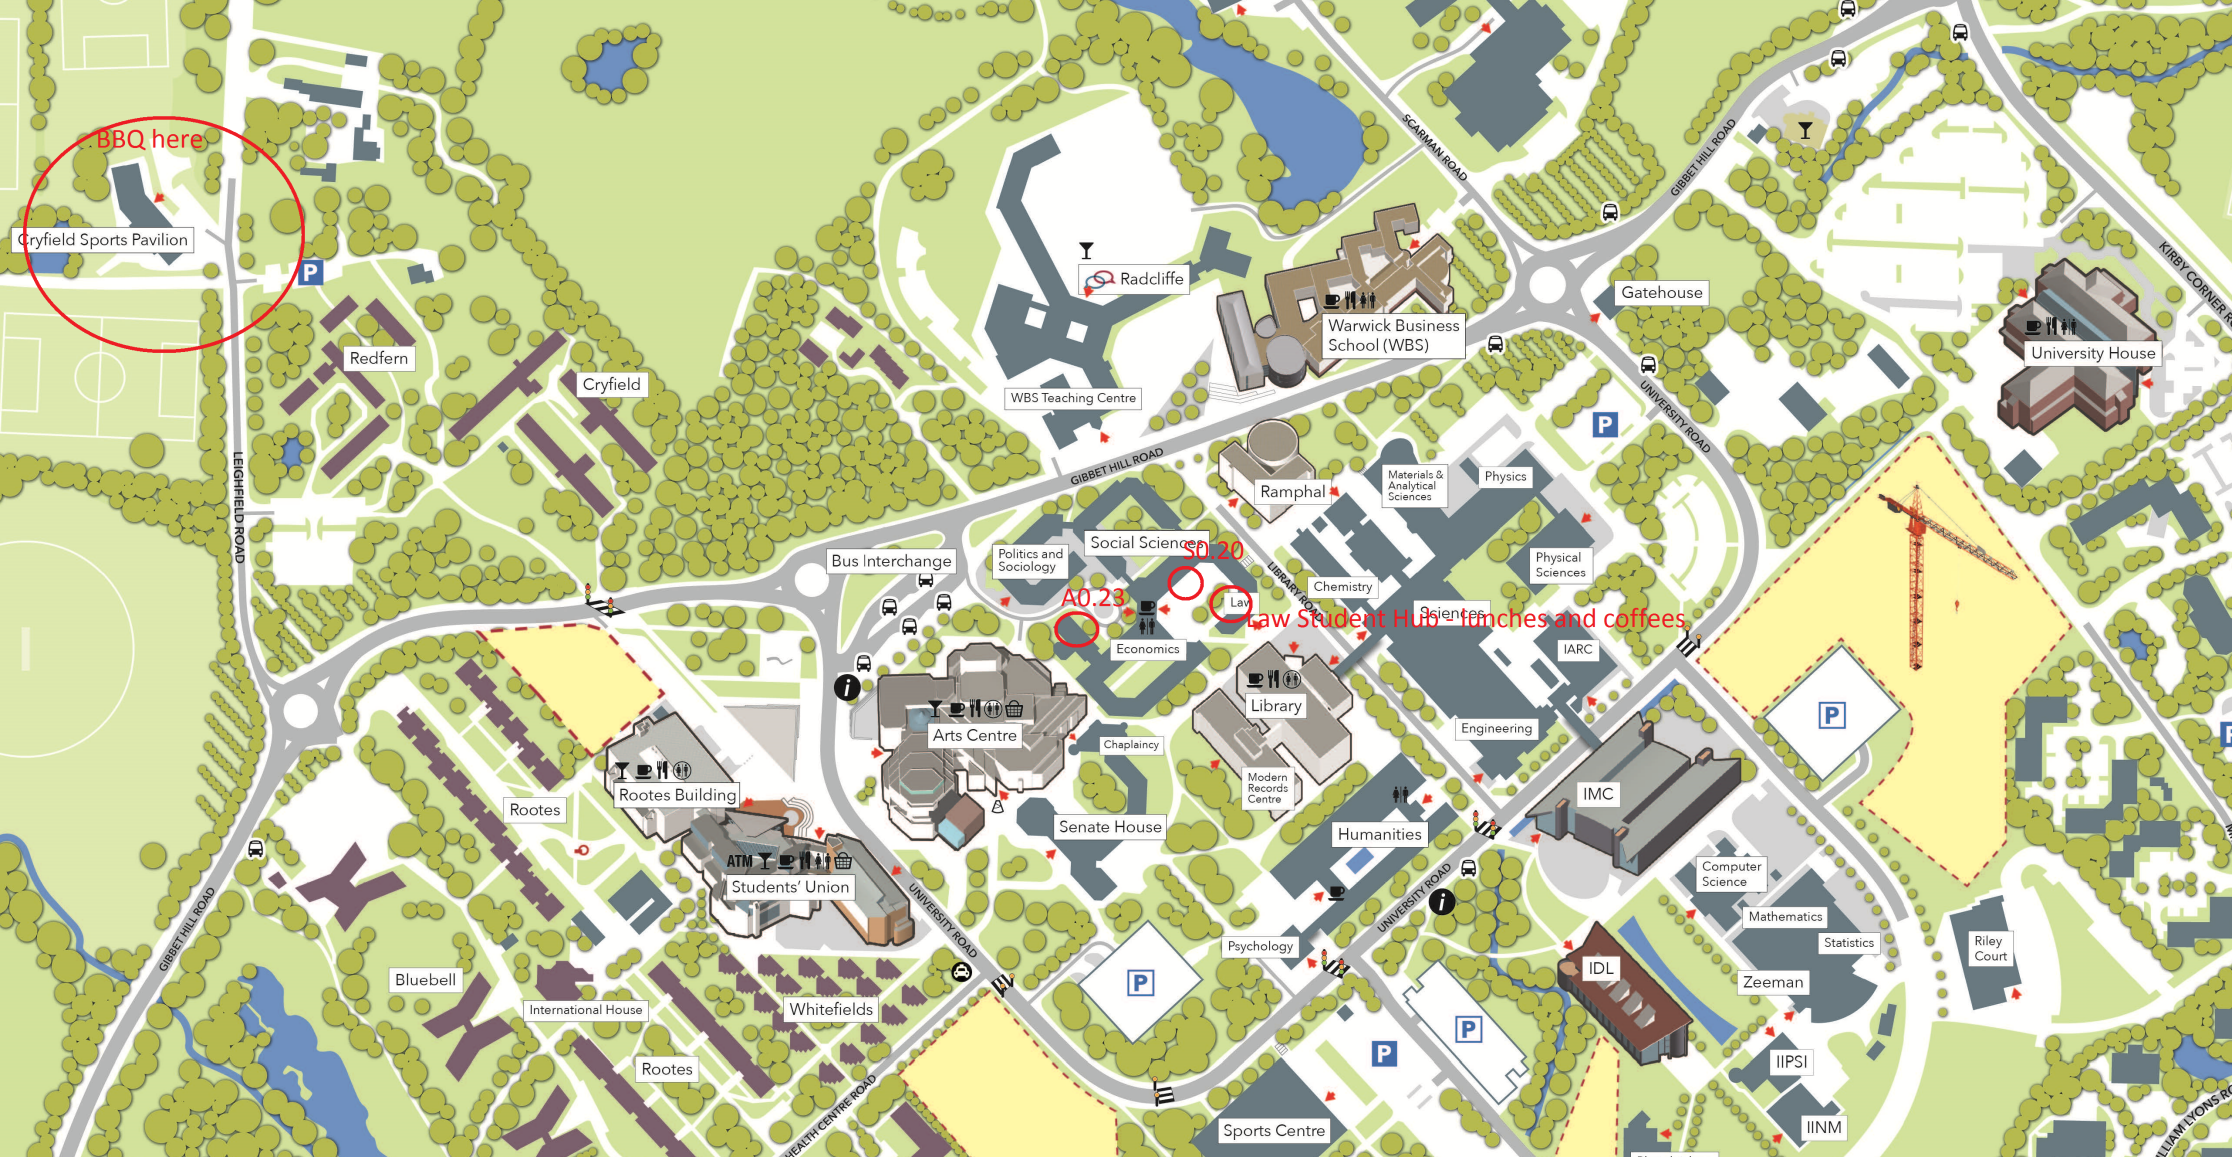 SCARMAN ROAD
GIBBET HILL ROAD
BBQ here
Cryfield Sports Pavilion
P
Radcliffe
Warwick Business
School (WBS)
Gatehouse
KIRBY CORNER
University House
Redfern
Cryfield
WBS Teaching Centre
UNIVERSITY ROAD
P
LEIGHFIELD ROAD
GIBBET HILL ROAD
Ramphal
Materials &
Analytical
Sciences
Physics
Bus Interchange
Politics and
Sociology
Social Sciences
S0.20
LIBRARY ROAD
Chemistry
Physical
Sciences
A0.23
Law
Law Student Hub - lunches and coffees
Sciences
Economics
IARC
i
Arts Centre
Chaplaincy
Library
Engineering
P
P
Rootes Building
Rootes
Modern
Records
Centre
IMC
Senate House
Humanities
ATM
Students' Union
GIBBET HILL ROAD
UNIVERSITY ROAD
UNIVERSITY ROAD
i
Computer
Science
Mathematics
Statistics
Psychology
Riley
Court
IDL
Zeeman
Bluebell
International House
Whitefields
P
P
P
Rootes
HEALTH CENTRE ROAD
Sports Centre
IIPSI
IINM
WILLIAM LYONS RO